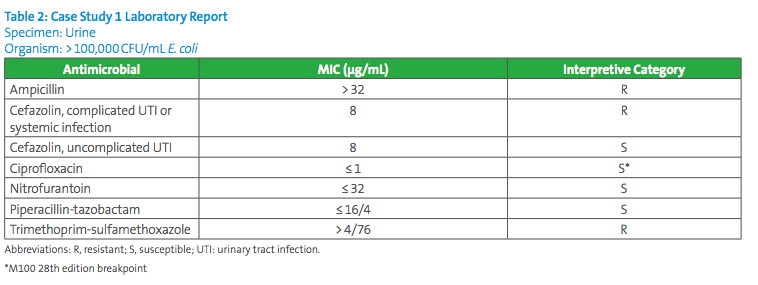 Table 2: Case Study 1 Laboratory Report
Specimen: Urine
Organism: >100,000 CFU/mL E. coli
Antimicrobial MIC (µg/mL) Interpretive Category
Ampicillin >32 R
Cefazolin, complicated UTI or systemic infection 8 R
Cefazolin, uncomplicated UTI 8 S
Ciprofloxacin ≤1 S*
Nitrofurantoin ≤32 S
Piperacillin-tazobactam ≤16/4 S
Trimethoprim-sulfamethoxazole >4/76 R
Abbreviations: R, resistant; S, susceptible; UTI: urinary tract infection.
*M100 28th edition breakpoint